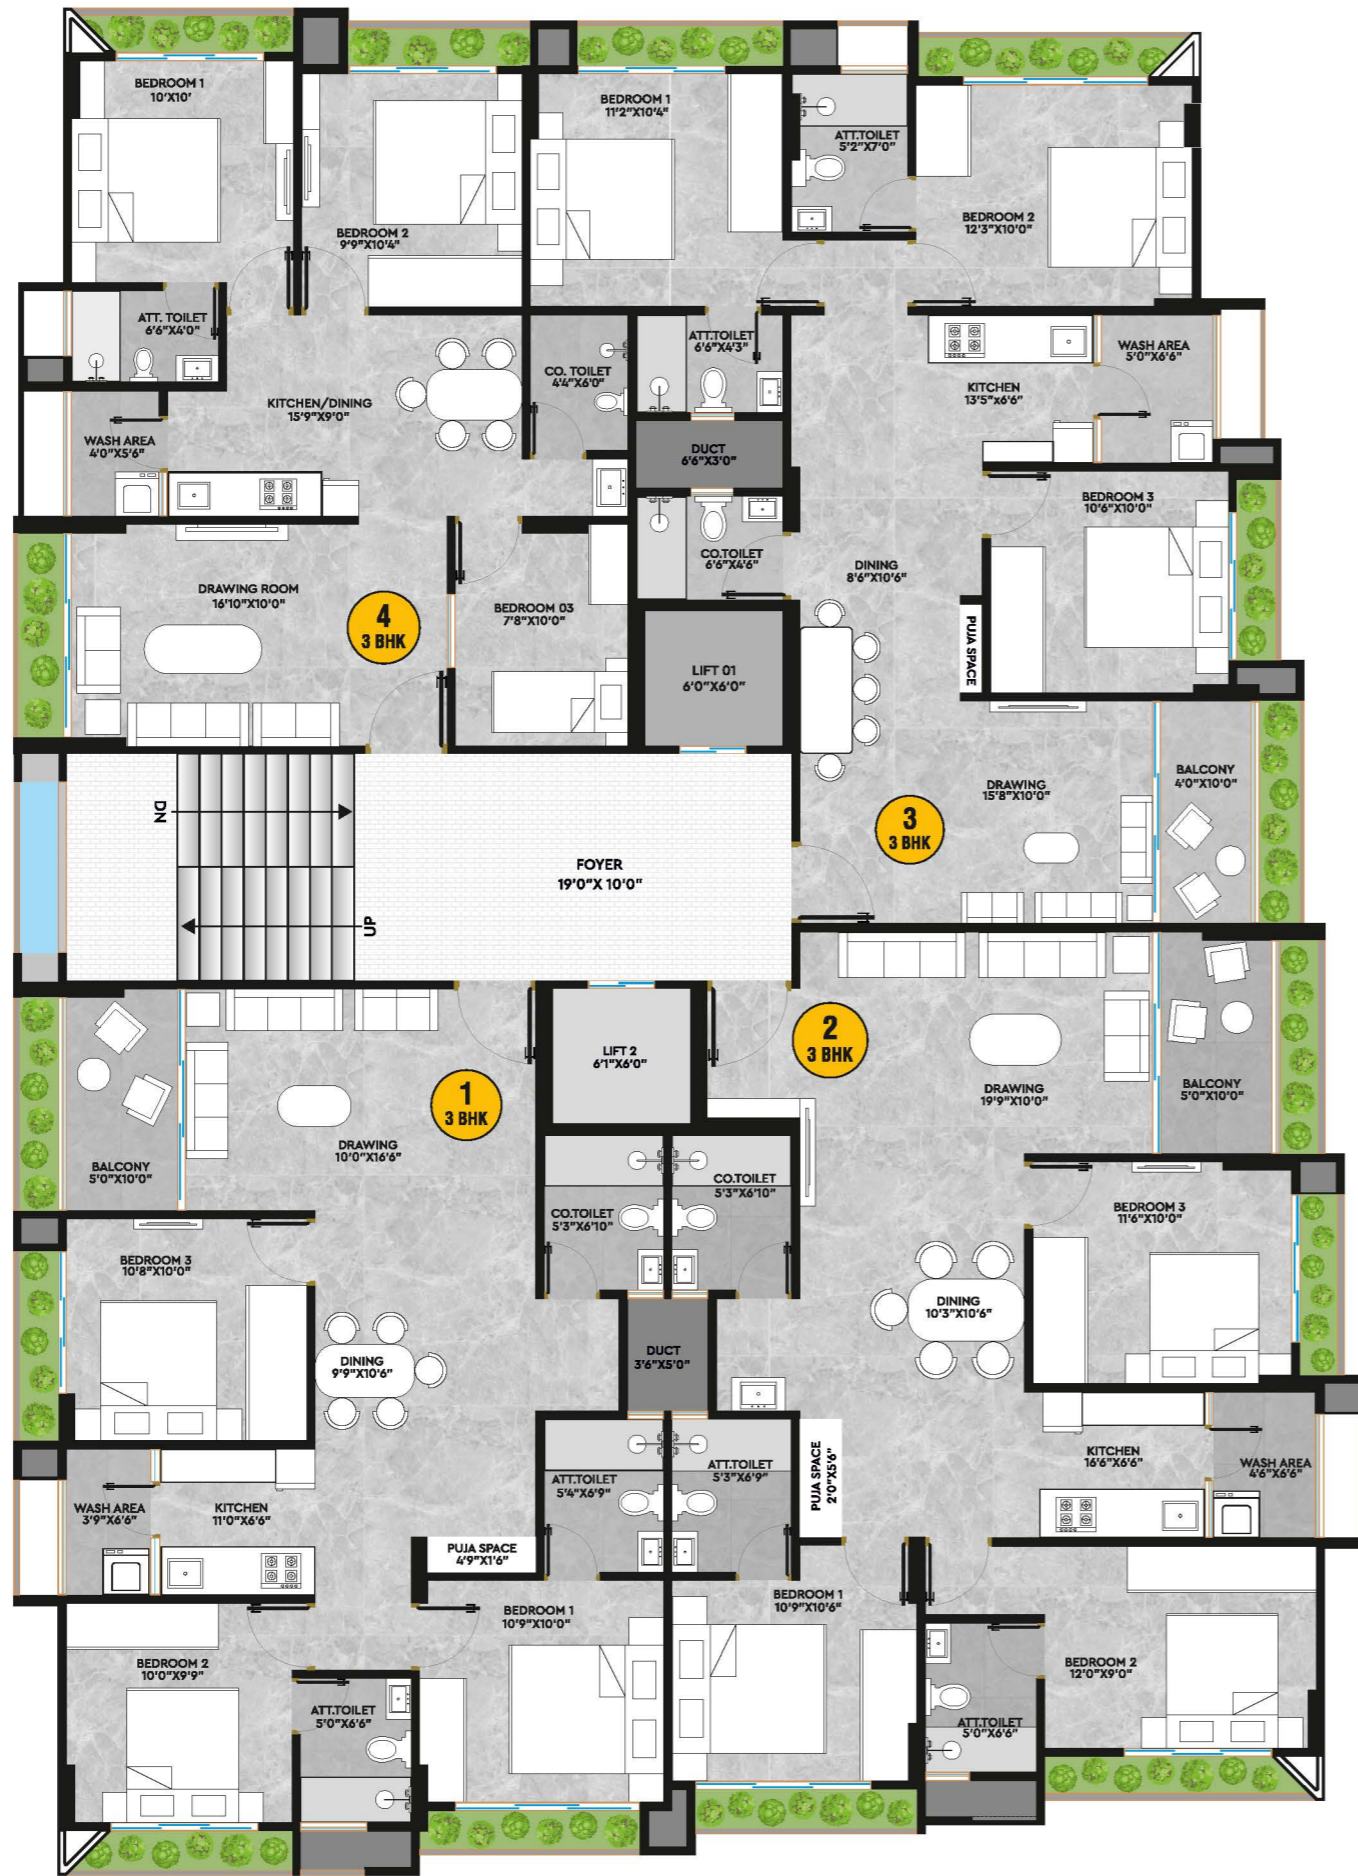 BEDROOM 1
10'X10'
BEDROOM 2
9'9"X10'4"
BEDROOM 1
11'2"X10'4"
ATT.TOILET
5'2"X7'0"
BEDROOM 2
12'3"X10'0"
ATT. TOILET
6'6"X4'0"
KITCHEN/DINING
15'9"X9'0"
CO. TOILET
4'4"X6'0"
ATT.TOILET
6'6"X4'3"
KITCHEN
13'5"x6'6"
WASH AREA
5'0"X6'6"
WASH AREA
4'0"X5'6"
DUCT
6'6"X3'0"
BEDROOM 3
10'6"X10'0"
CO.TOILET
6'6"X4'6"
DINING
8'6"X10'6"
DRAWING ROOM
16'10"X10'0"
4
3 BHK
BEDROOM 03
7'8"X10'0"
LIFT 01
6'0"X6'0"
PUJA SPACE
DRAWING
15'8"X10'0"
BALCONY
4'0"X10'0"
3
3 BHK
DN
UP
FOYER
19'0"X 10'0"
LIFT 2
6'1"X6'0"
2
3 BHK
DRAWING
19'9"X10'0"
BALCONY
5'0"X10'0"
1
3 BHK
DRAWING
10'0"X16'6"
BALCONY
5'0"X10'0"
CO.TOILET
5'3"X6'10"
CO.TOILET
5'3"X6'10"
BEDROOM 3
11'6"X10'0"
BEDROOM 3
10'8"X10'0"
DINING
10'3"X10'6"
DINING
9'9"X10'6"
DUCT
3'6"X5'0"
PUJA SPACE
2'0"X5'6"
KITCHEN
16'6"X6'6"
WASH AREA
4'6"X6'6"
ATT.TOILET
5'4"X6'9"
ATT.TOILET
5'3"X6'9"
WASH AREA
3'9"X6'6"
KITCHEN
11'0"X6'6"
PUJA SPACE
4'9"X1'6"
BEDROOM 1
10'9"X10'0"
BEDROOM 1
10'9"X10'6"
BEDROOM 2
10'0"X9'9"
BEDROOM 2
12'0"X9'0"
ATT.TOILET
5'0"X6'6"
ATT.TOILET
5'0"X6'6"